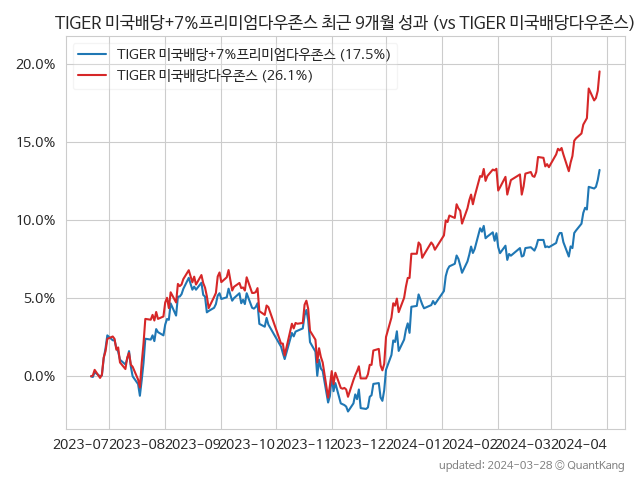 TIGER 미국배당+7%프리미엄다우존스 최근 9개월 성과 (vs TIGER 미국배당다우존스)
TIGER 미국배당+7%프리미엄다우존스 (17.5%)
TIGER 미국배당다우존스 (26.1%)
20.0%
15.0%
10.0%
5.0%
0.0%
2023-07 2023-08 2023-09 2023-10 2023-11 2023-12 2024-01 2024-02 2024-03 2024-04
updated: 2024-03-28 © QuantKang